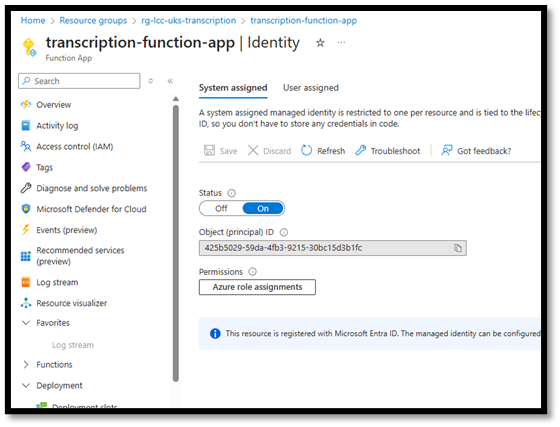 Home > Resource groups > rg-lcc-uks-transcription > transcription-function-app
transcription-function-app | Identity
Function App
Search
Overview
Activity log
Access control (IAM)
Tags
Diagnose and solve problems
Microsoft Defender for Cloud
Events (preview)
Recommended services
(preview)
Log stream
Resource visualizer
Favorites
Log stream
Functions
Deployment
Deployment slots
System assigned User assigned
A system assigned managed identity is restricted to one per resource and is tied to the lifecy
ID, so you don't have to store any credentials in code.
Save Discard Refresh Troubleshoot Got feedback?
Status
Off On
Object (principal) ID
425b5029-59da-4fb3-9215-30bc15d3b1fc
Permissions
Azure role assignments
This resource is registered with Microsoft Entra ID. The managed identity can be configured